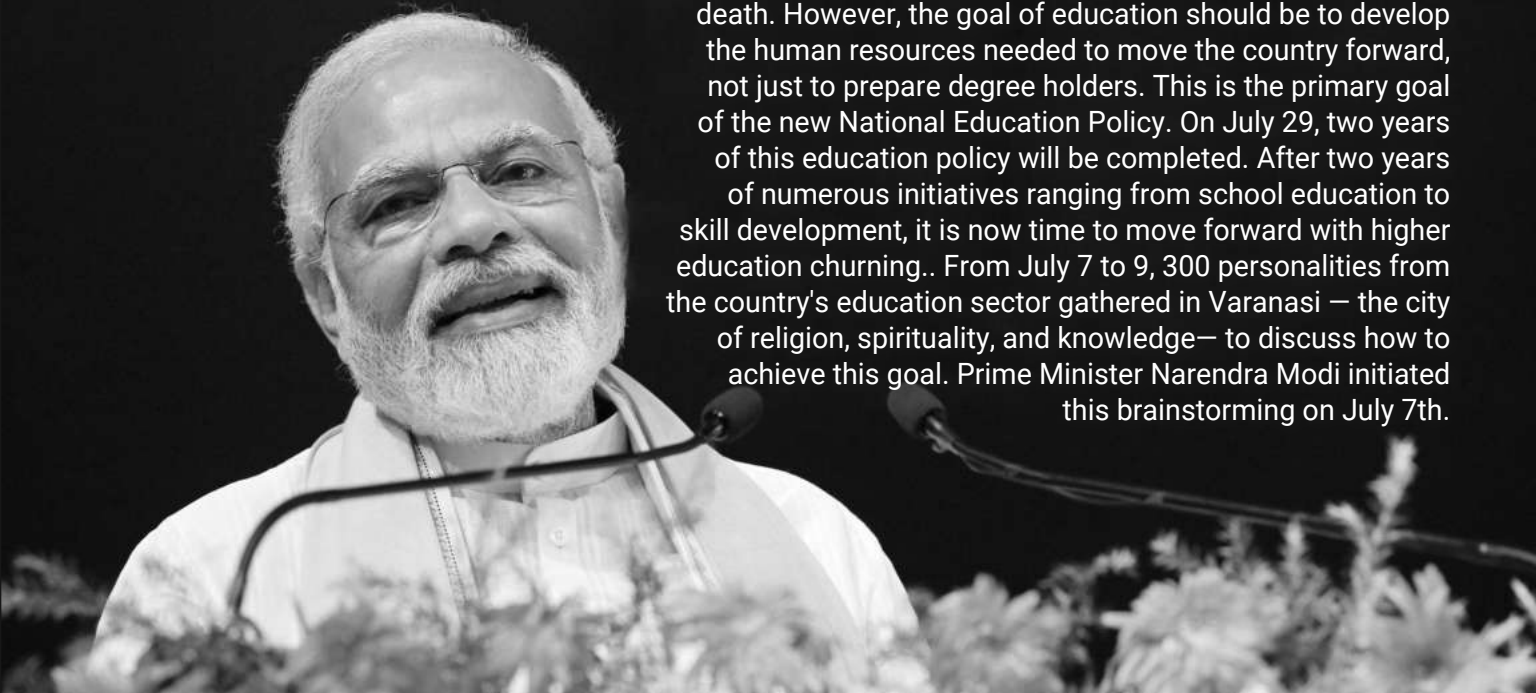 death. However, the goal of education should be to develop
the human resources needed to move the country forward,
not just to prepare degree holders. This is the primary goal
of the new National Education Policy. On July 29, two years
of this education policy will be completed. After two years
of numerous initiatives ranging from school education to
skill development, it is now time to move forward with higher
education churning.. From July 7 to 9, 300 personalities from
the country's education sector gathered in Varanasi — the city
of religion, spirituality, and knowledge— to discuss how to
achieve this goal. Prime Minister Narendra Modi initiated
this brainstorming on July 7th.